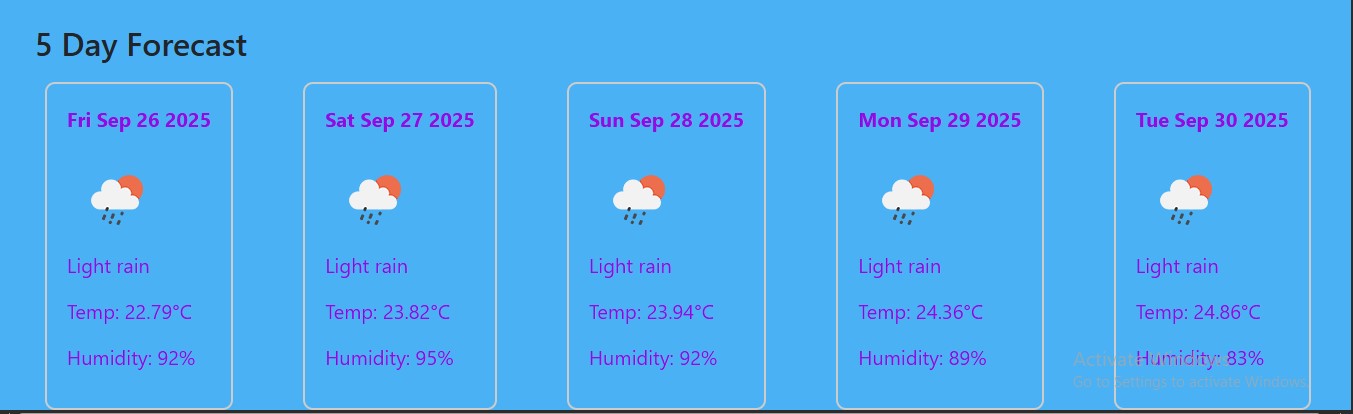 5 Day Forecast
Fri Sep 26 2025
Light rain
Temp: 22.79°C
Humidity: 92%
Sat Sep 27 2025
Light rain
Temp: 23.82°C
Humidity: 95%
Sun Sep 28 2025
Light rain
Temp: 23.94°C
Humidity: 92%
Mon Sep 29 2025
Light rain
Temp: 24.36°C
Humidity: 89%
Tue Sep 30 2025
Light rain
Temp: 24.86°C
Humidity: 83%
Activate Windows
Go to Settings to activate Windows.